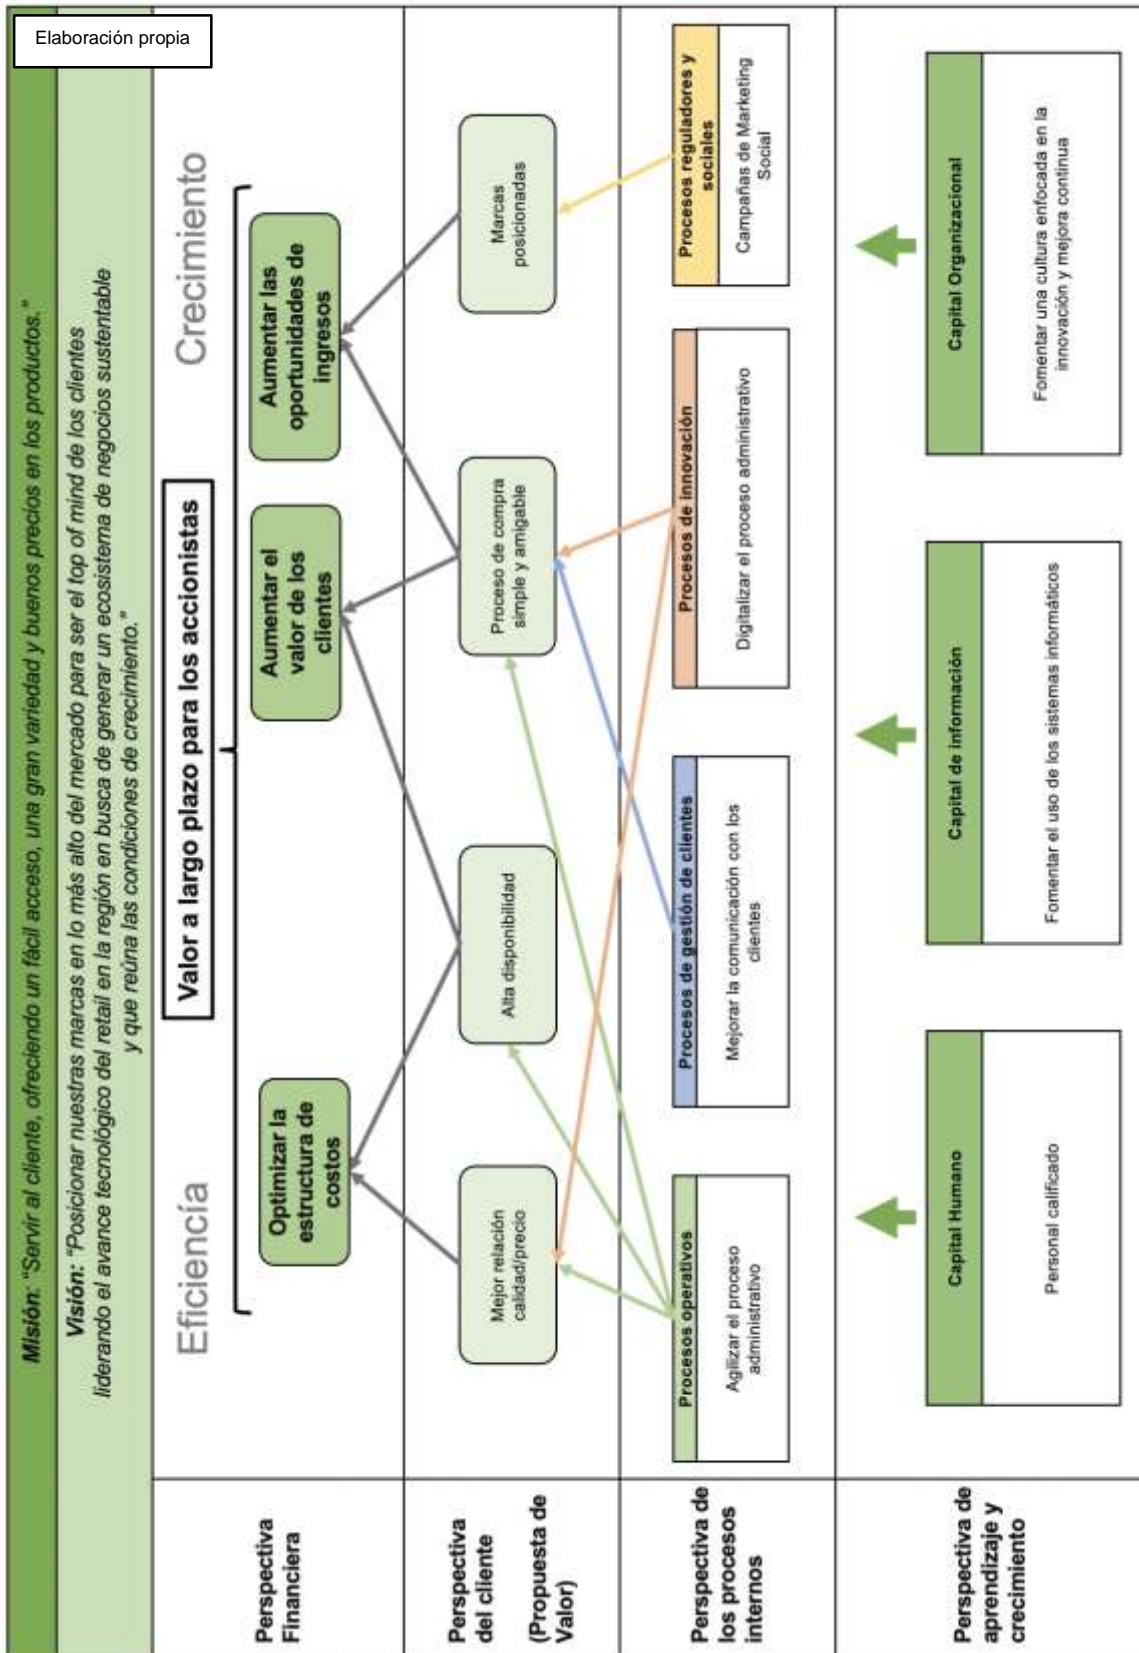 Elaboración propia
Misión: "Servir al cliente, ofreciendo un fácil acceso, una gran variedad y buenos precios en los productos."
Visión: "Posicionar nuestras marcas en lo más alto del mercado para ser el top of mind de los clientes
liderando el avance tecnológico del retail en la región en busca de generar un ecosistema de negocios sustentable
y que reúna las condiciones de crecimiento."
Perspectiva
Financiera
Eficiencía
Valor a largo plazo para los accionistas
Crecimiento
Optimizar la
estructura de
costos
Aumentar el
valor de los
clientes
Aumentar las
oportunidades de
ingresos
Perspectiva
del cliente
(Propuesta de
Valor)
Mejor relación
calidad/precio
Alta disponibilidad
Proceso de compra
simple y amigable
Marcas
posicionadas
Perspectiva de
los procesos
internos
Procesos operativos
Agilizar el proceso
administrativo
Procesos de gestión de clientes
Mejorar la comunicación con los
clientes
Procesos de innovación
Digitalizar el proceso administrativo
Procesos reguladores y
sociales
Campañas de Marketing
Social
Perspectiva de
aprendizaje y
crecimiento
Capital Humano
Personal calificado
Capital de información
Fomentar el uso de los sistemas informáticos
Capital Organizacional
Fomentar una cultura enfocada en la
innovación y mejora continua